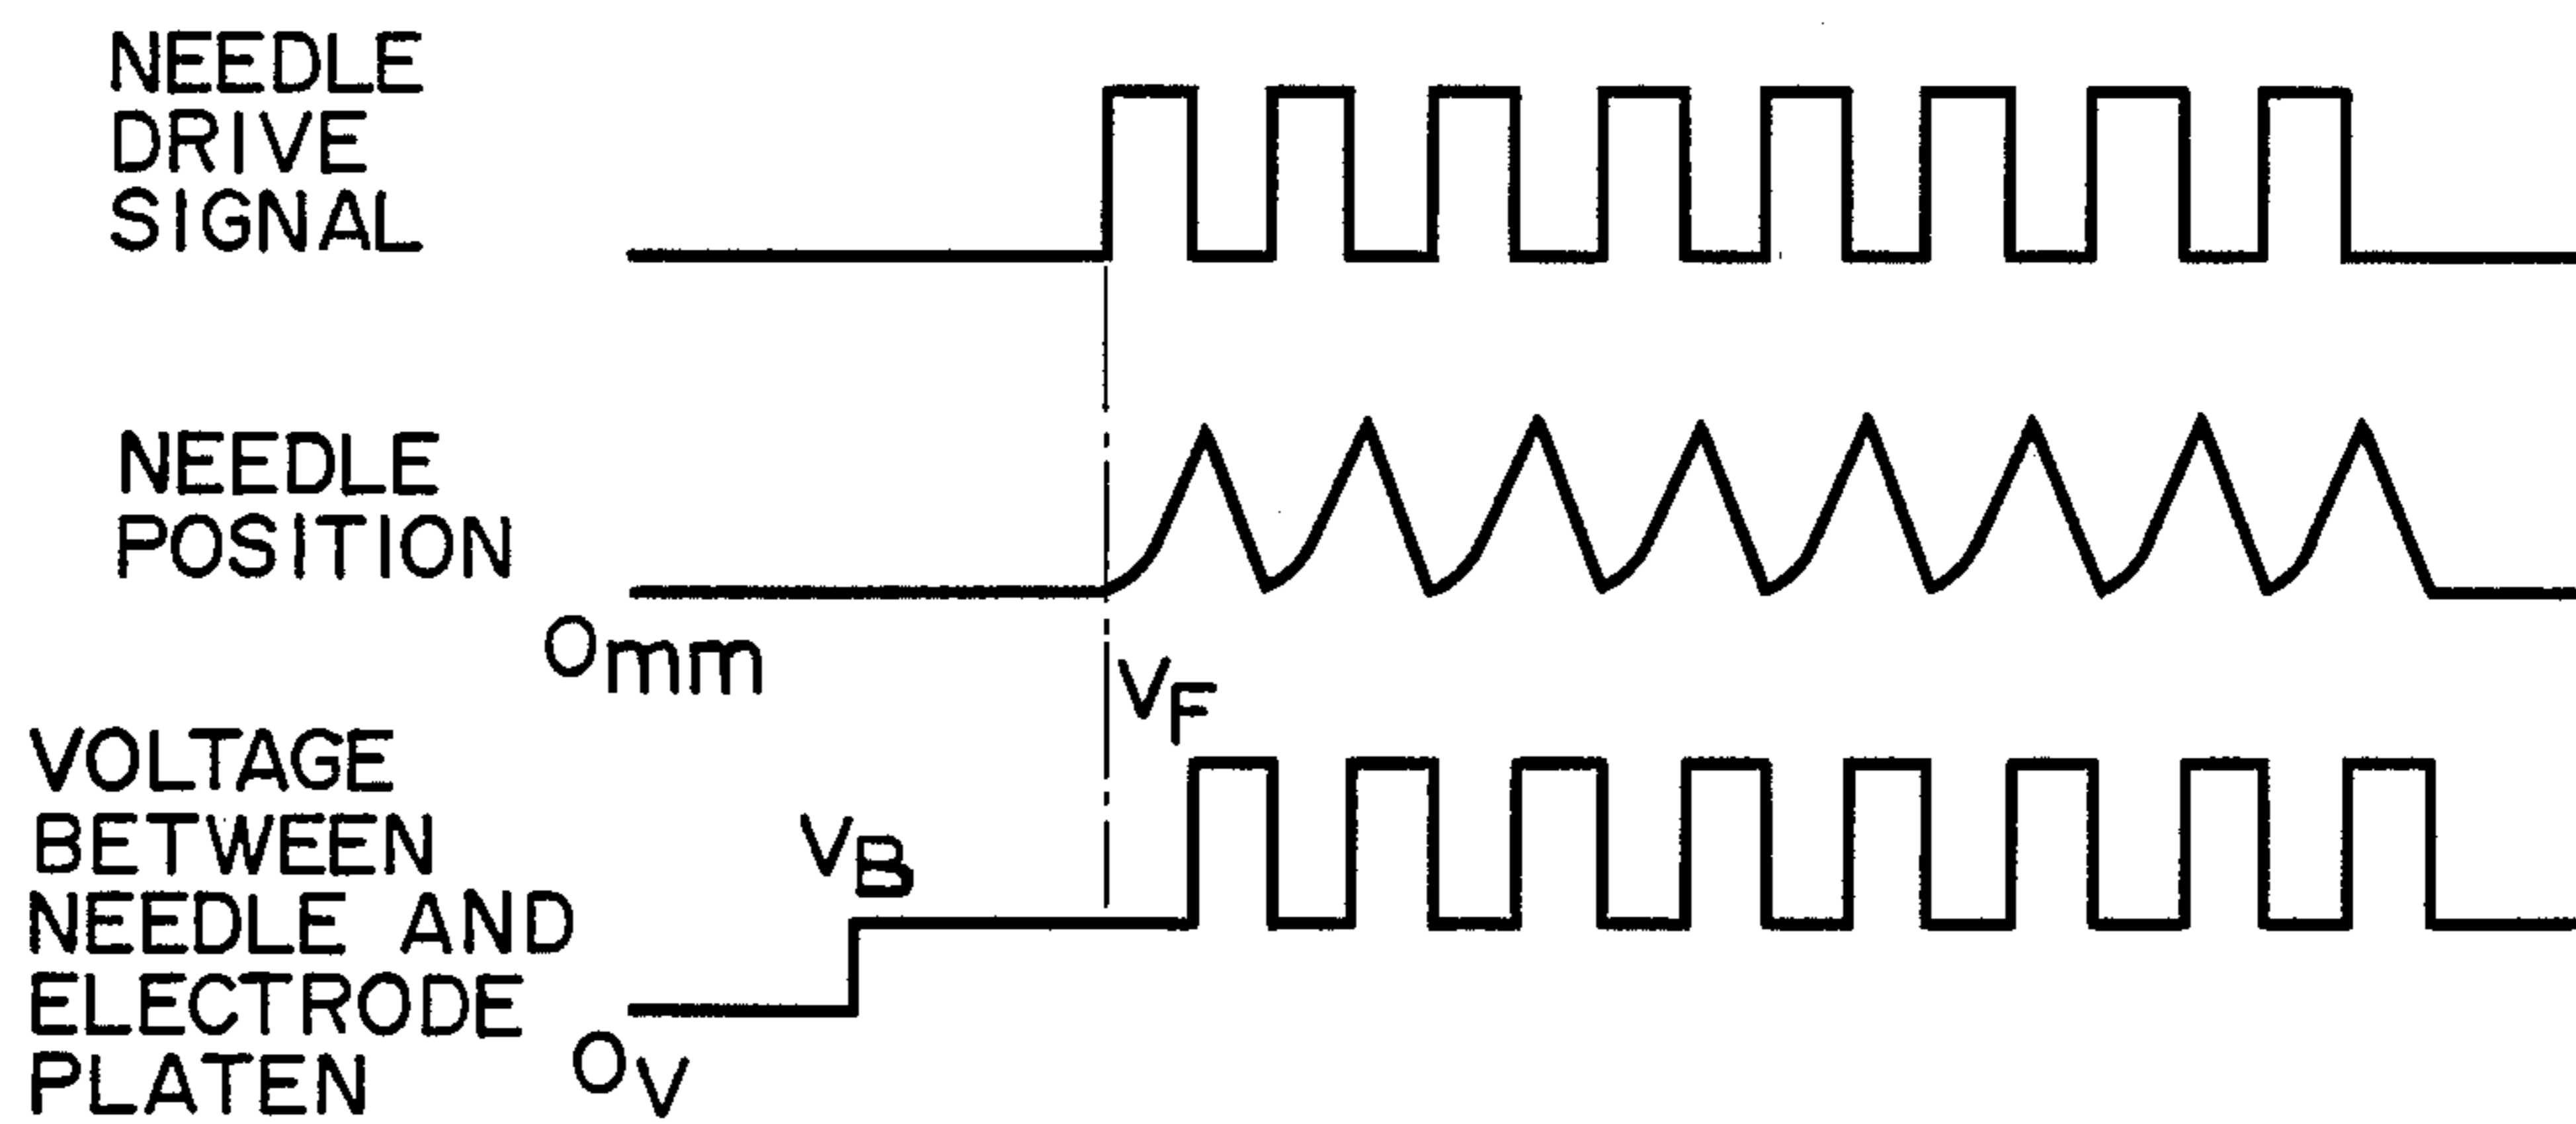 NEEDLE
DRIVE
SIGNAL
NEEDLE
POSITION
0mm
VF
VOLTAGE
BETWEEN
NEEDLE AND
ELECTRODE
PLATEN
VB
0V